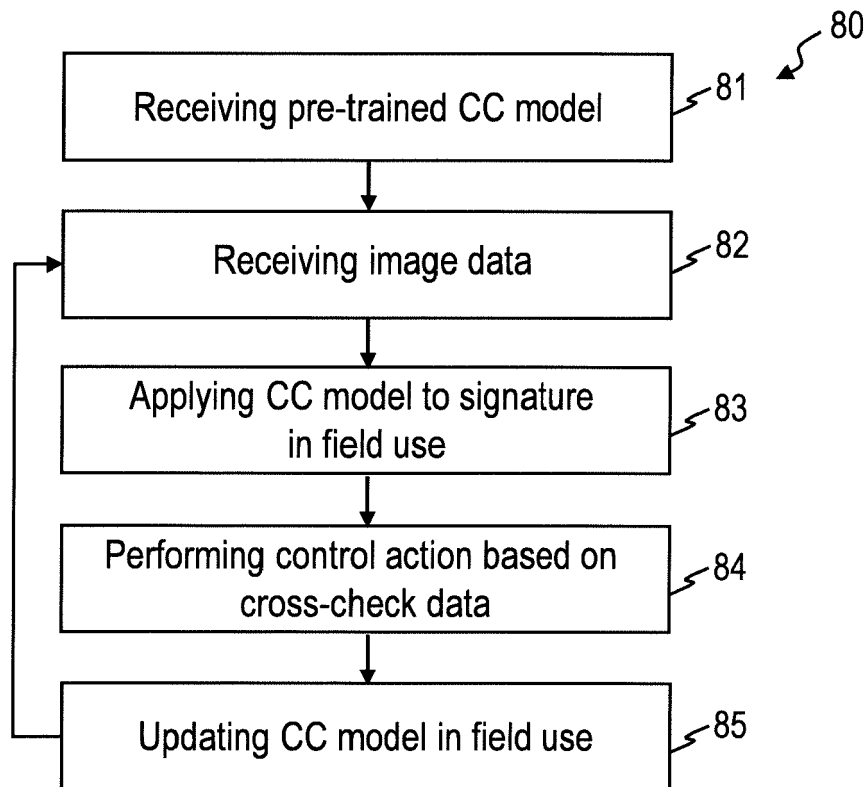 80
Receiving pre-trained CC model
81
Receiving image data
82
Applying CC model to signature
in field use
83
Performing control action based on
cross-check data
84
Updating CC model in field use
85